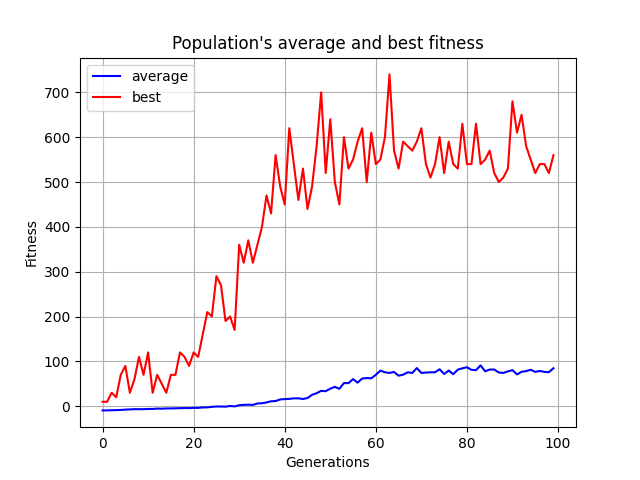 Population's average and best fitness
average
best
Fitness
700
600
500
400
300
200
100
0
0 20 40 60 80 100
Generations